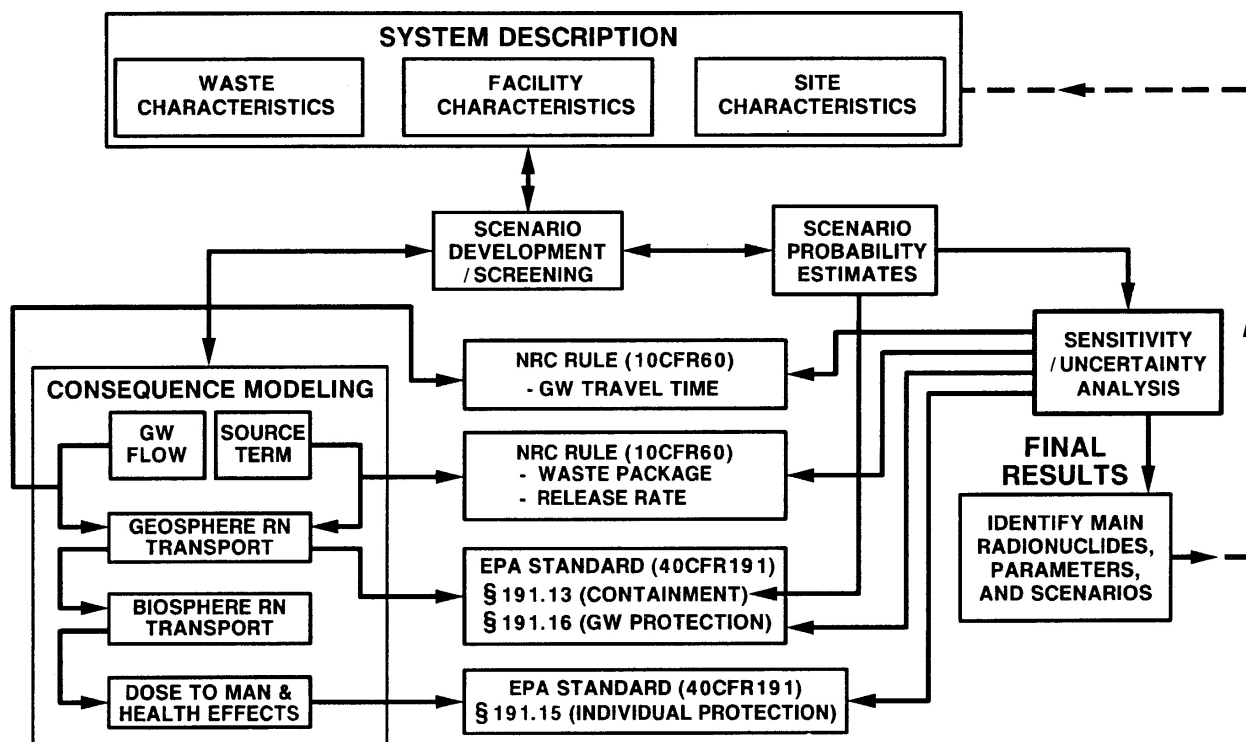 SYSTEM DESCRIPTION
WASTE
CHARACTERISTICS
FACILITY
CHARACTERISTICS
SITE
CHARACTERISTICS
SCENARIO
DEVELOPMENT
/ SCREENING
SCENARIO
PROBABILITY
ESTIMATES
SENSITIVITY
/ UNCERTAINTY
ANALYSIS
NRC RULE (10CFR60)
- GW TRAVEL TIME
CONSEQUENCE MODELING
GW
FLOW
SOURCE
TERM
NRC RULE (10CFR60)
- WASTE PACKAGE
- RELEASE RATE
FINAL
RESULTS
IDENTIFY MAIN
RADIONUCLIDES,
PARAMETERS,
AND SCENARIOS
GEOSPHERE RN
TRANSPORT
EPA STANDARD (40CFR191)
§ 191.13 (CONTAINMENT)
§ 191.16 (GW PROTECTION)
BIOSPHERE RN
TRANSPORT
DOSE TO MAN &
HEALTH EFFECTS
EPA STANDARD (40CFR191)
§ 191.15 (INDIVIDUAL PROTECTION)